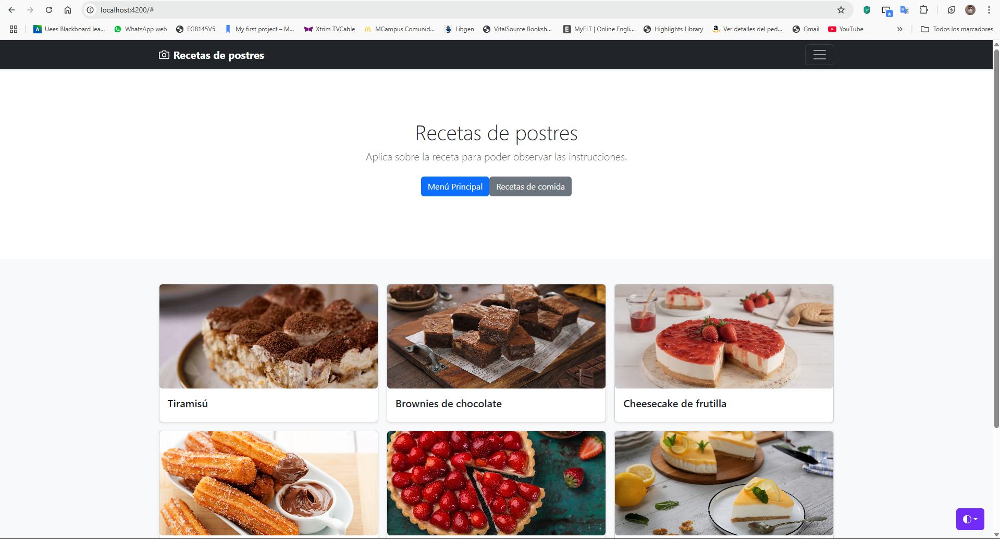 localhost:4200/#
Uees Blackboard lea... WhatsApp web EG8145V5 My first project – M... Xtrim TVCable MCampus Comunid... Libgen VitalSource Booksh... MyELT | Online Engli... Highlights Library Ver detalles del ped... Gmail YouTube Todos los marcadores
Recetas de postres
Recetas de postres
Aplica sobre la receta para poder observar las instrucciones.
Menú Principal Recetas de comida
Tiramisú Brownies de chocolate Cheesecake de frutilla